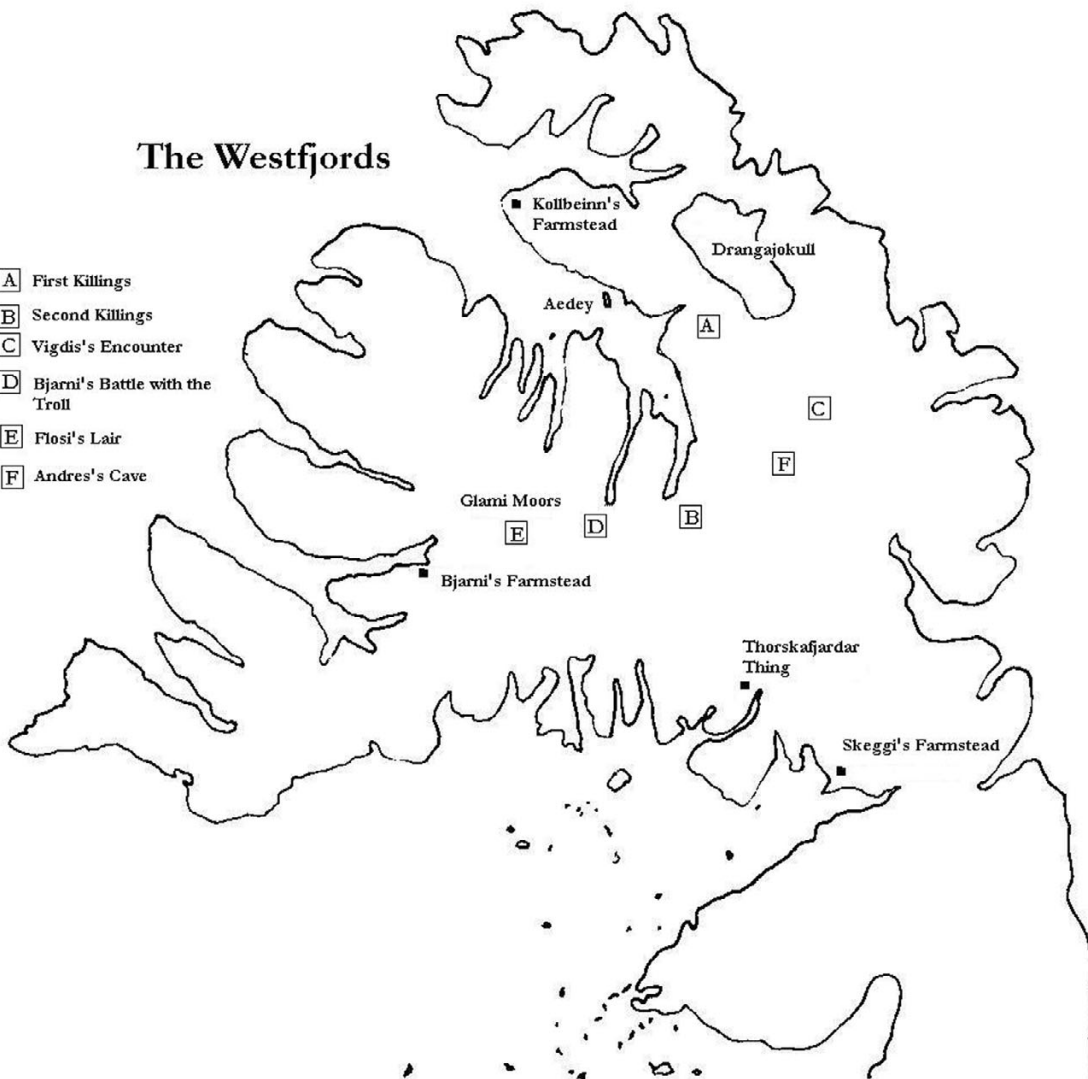 The Westfjords
Kollbeinn's
Farmstead
Drangajokull
A First Killings
Aedey
B Second Killings
A
C Vigdis's Encounter
D Bjarni's Battle with the
Troll
C
E Flosi's Lair
F Andres's Cave
F
Glami Moors
E
D
B
Bjarni's Farmstead
Thorskafjardar
Thing
Skeggi's Farmstead